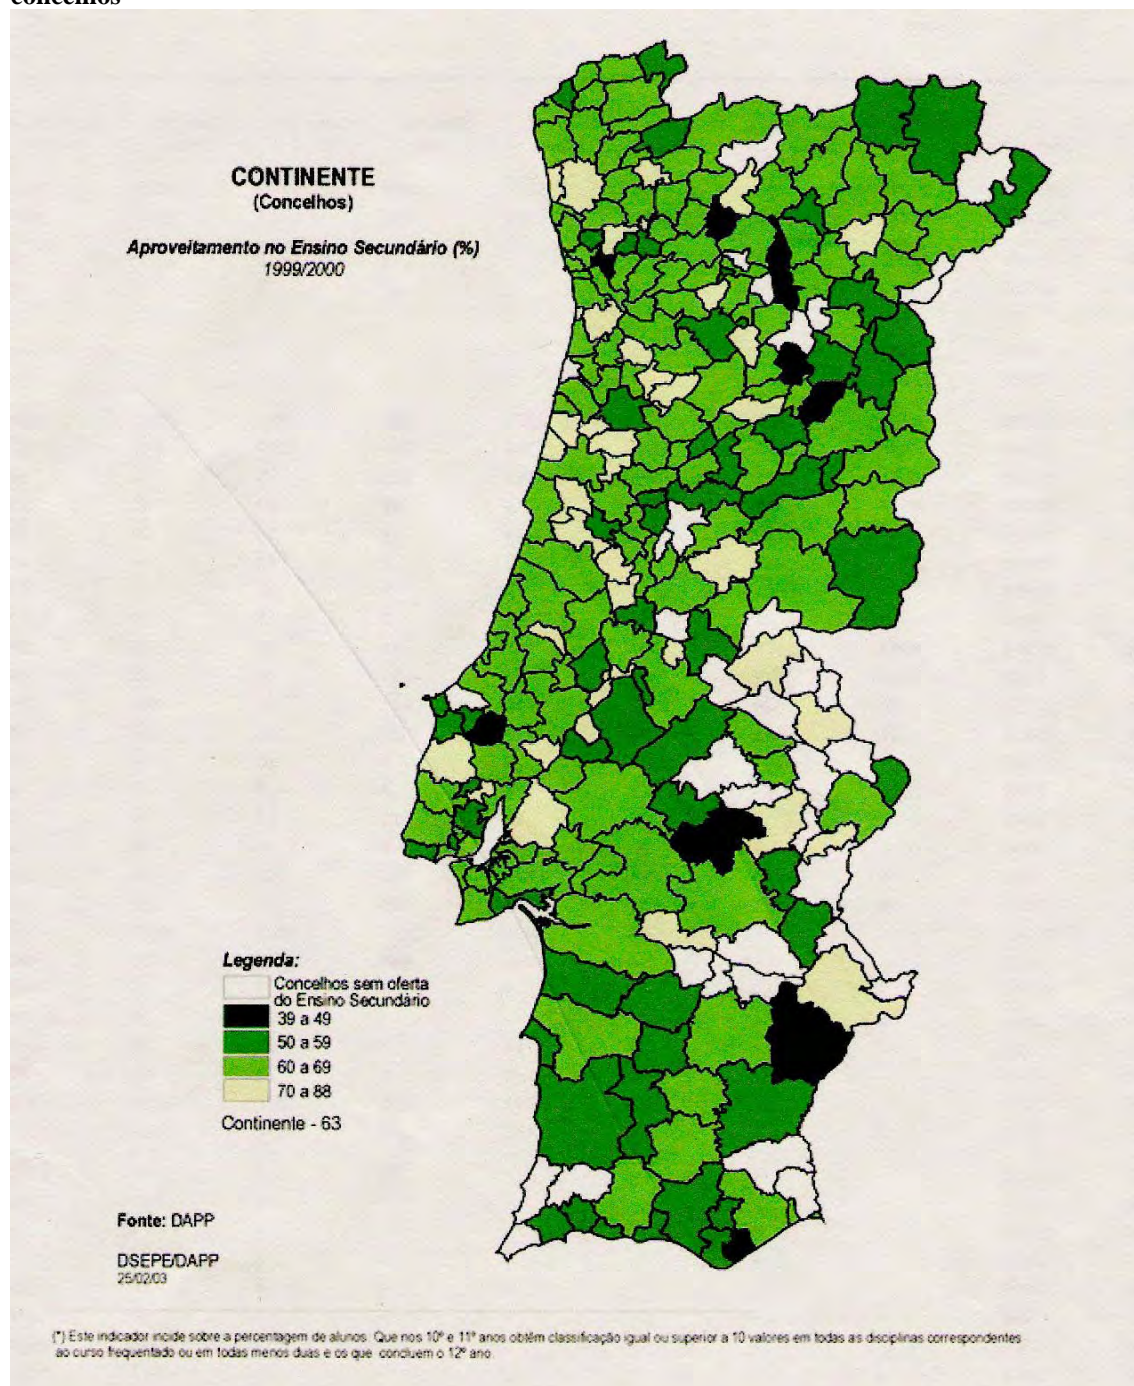 concelhos
CONTINENTE
(Concelhos)
Aproveitamento no Ensino Secundário (%)
1999/2000
Legenda:
Concelhos sem oferta
do Ensino Secundário
39 a 49
50 a 59
60 a 69
70 a 88
Continente - 63
Fonte: DAPP
DSEPE/DAPP
25/02/03
(*) Este indicador incide sobre a percentagem de alunos. Que nos 10º e 11º anos obtêm classificação igual ou superior a 10 valores em todas as disciplinas correspondentes
ao curso frequentado ou em todas menos duas e os que concluem o 12º ano.